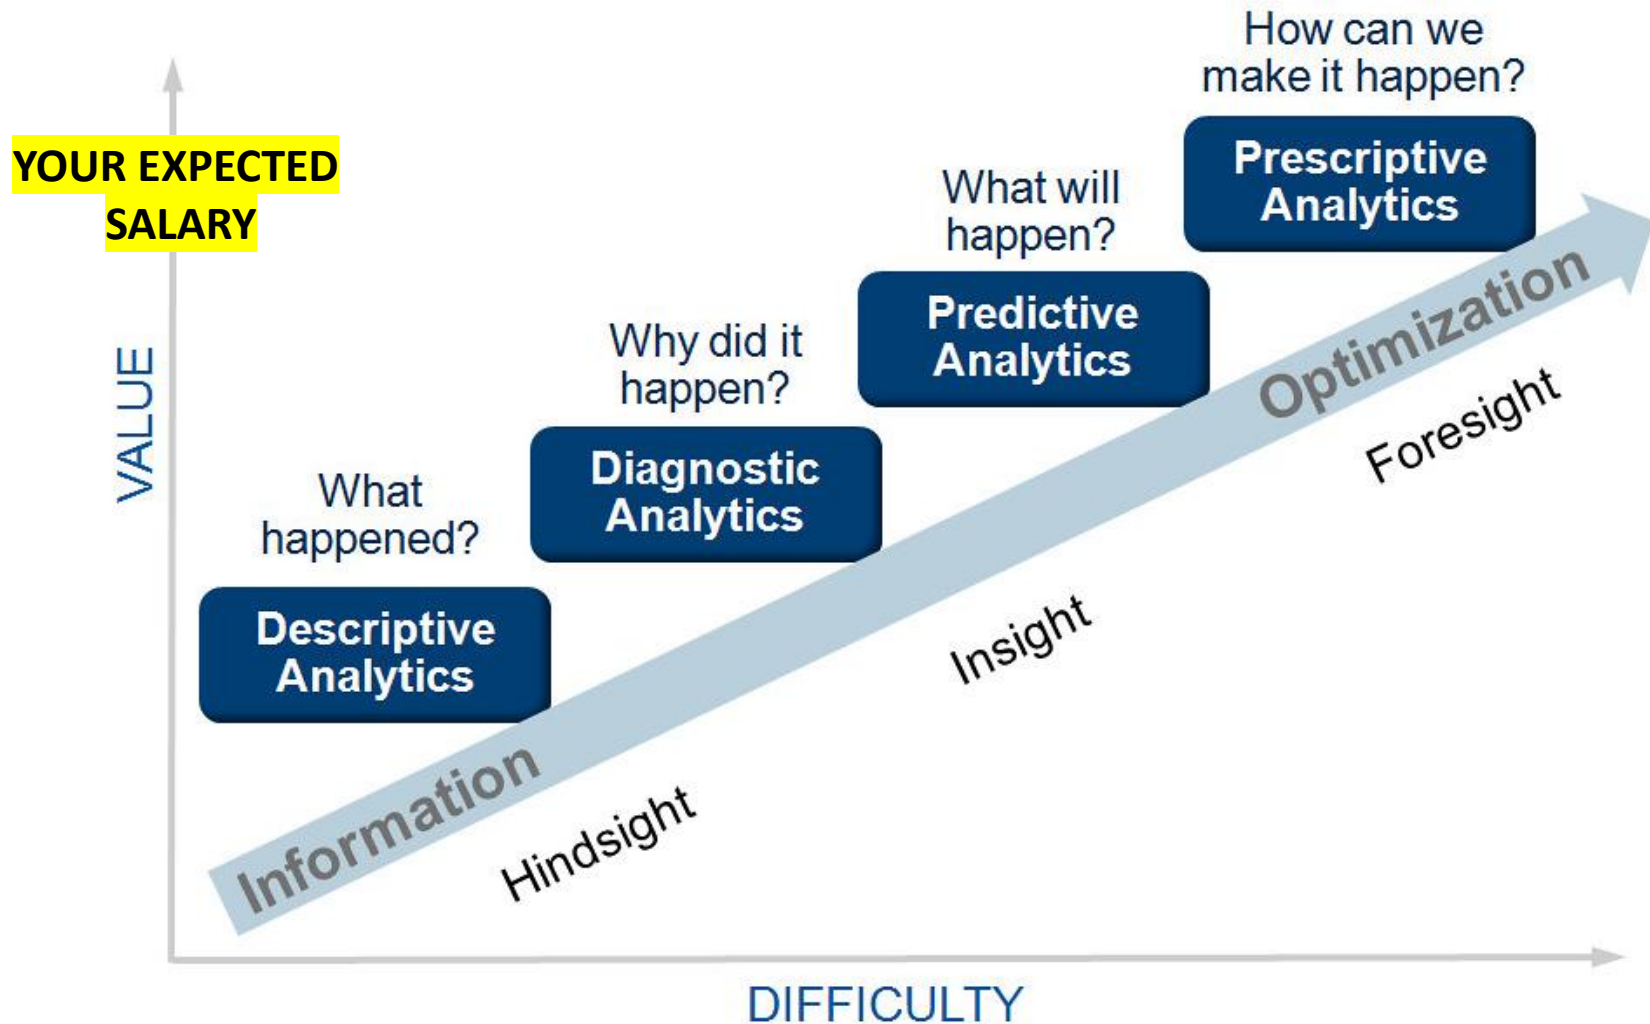 How can we
make it happen?
Prescriptive
Analytics
YOUR EXPECTED
SALARY
What will
happen?
Predictive
Analytics
Why did it
happen?
Diagnostic
Analytics
What
happened?
Descriptive
Analytics
VALUE
Information
Optimization
Hindsight
Insight
Foresight
DIFFICULTY